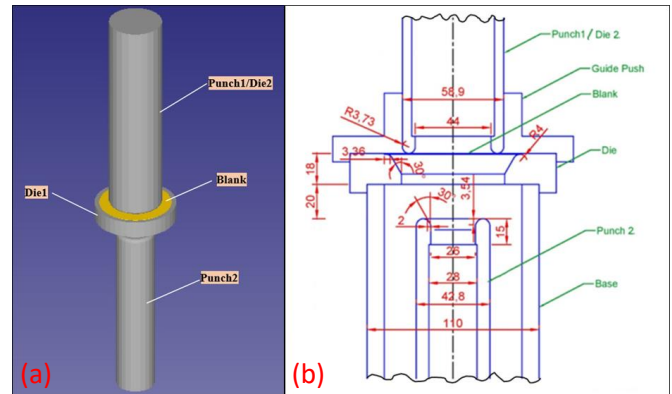 Punch1/Die2
Die1
Blank
Punch2
(a)
Punch1/ Die 2
Guide Push
Blank
Die
Punch 2
Base
58,9
44
R3,73
R4
3,36
30°
18
20
3,54
30°
2
15
26
28
42,8
110
(b)